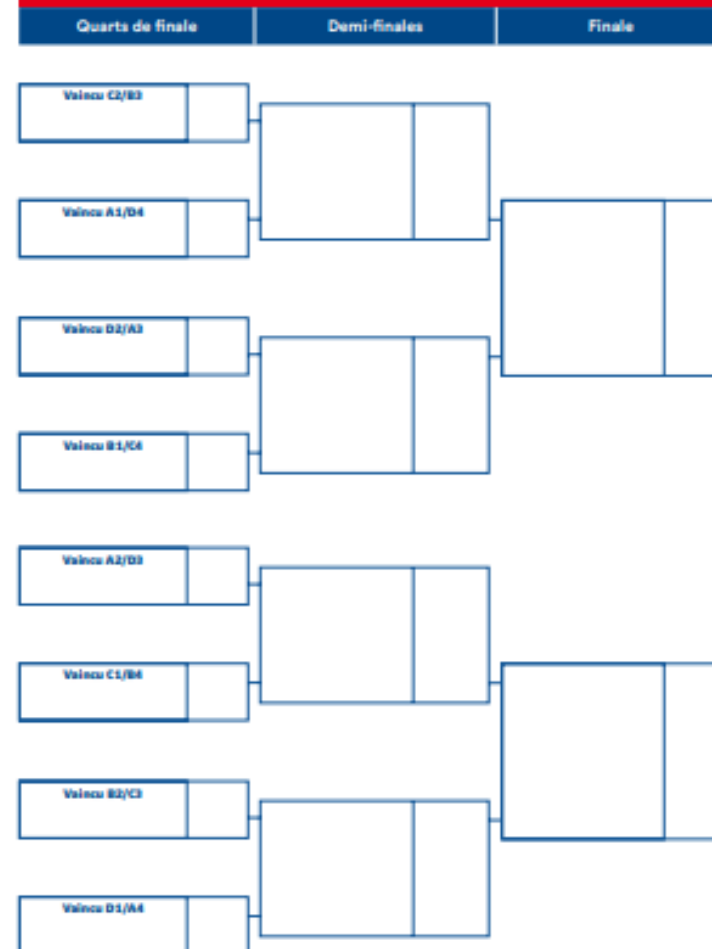 Quarts de finale
Demi-finales
Finale
Vaincu C2/B3
Vaincu A1/D4
Vaincu D2/A3
Vaincu B1/C4
Vaincu A2/D3
Vaincu C1/B4
Vaincu B2/C3
Vaincu D1/A4